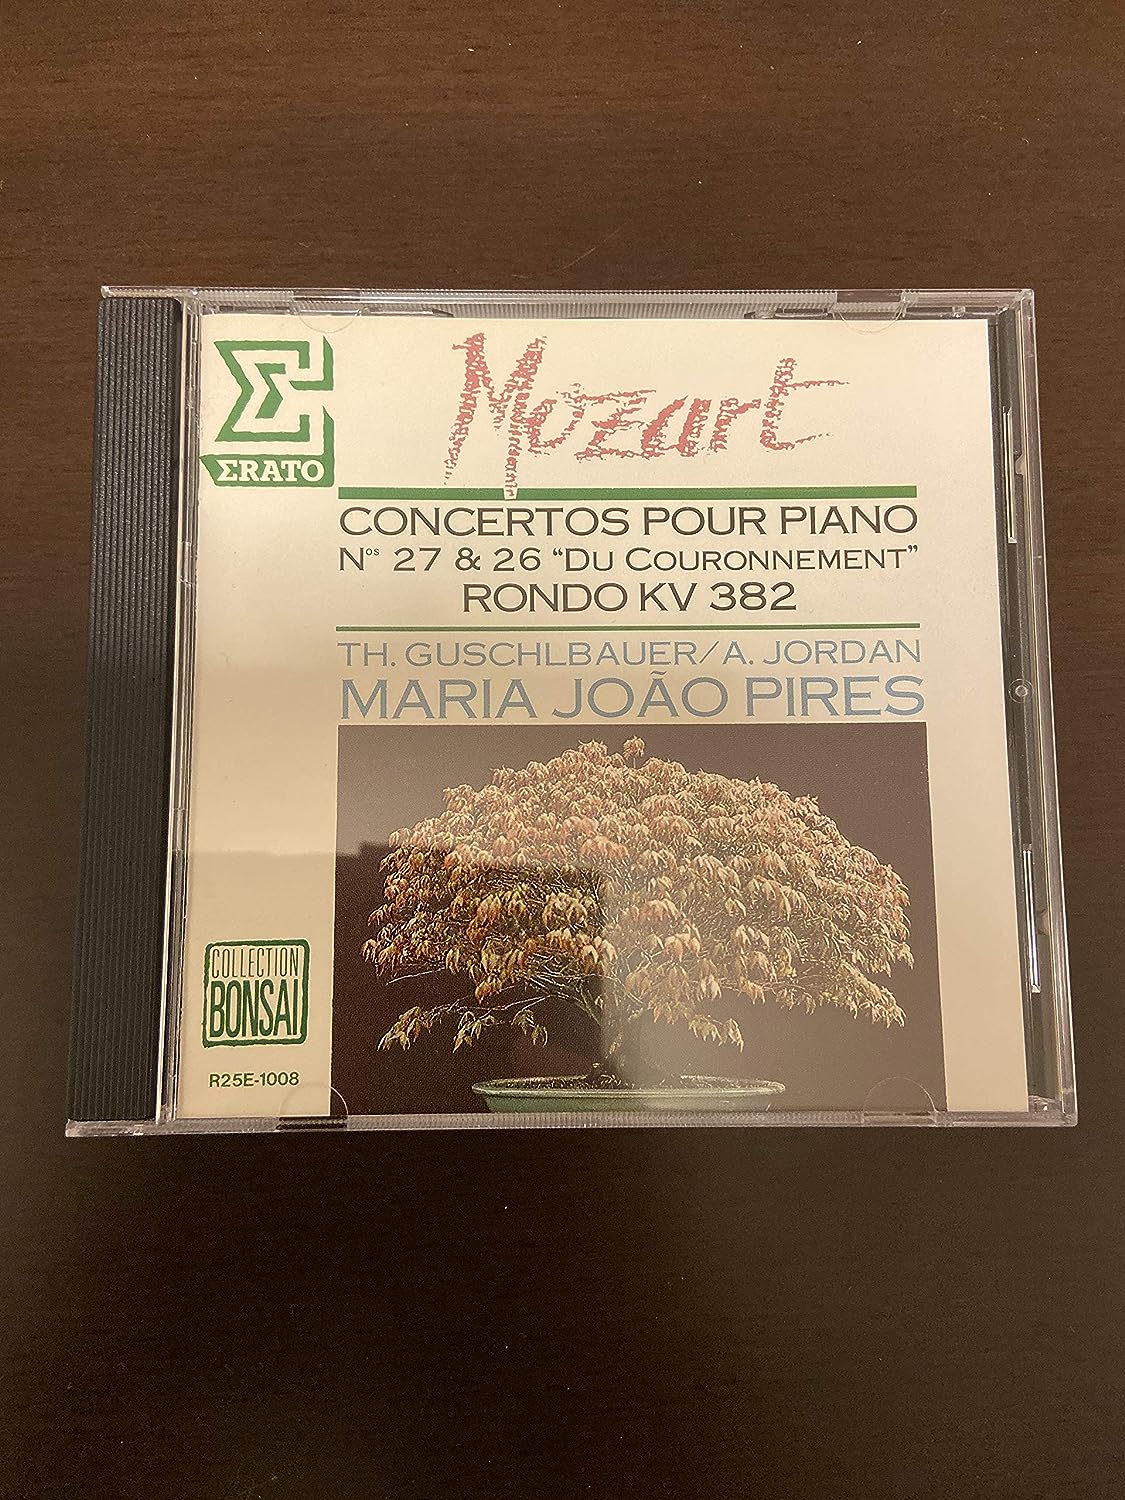 Mozart
ΣRATO
CONCERTOS POUR PIANO
Nos 27 & 26 “DU COURONNEMENT”
RONDO KV 382
TH. GUSCHLBAUER/A. JORDAN
MARIA JOÃO PIRES
COLLECTION
BONSAI
R25E-1008